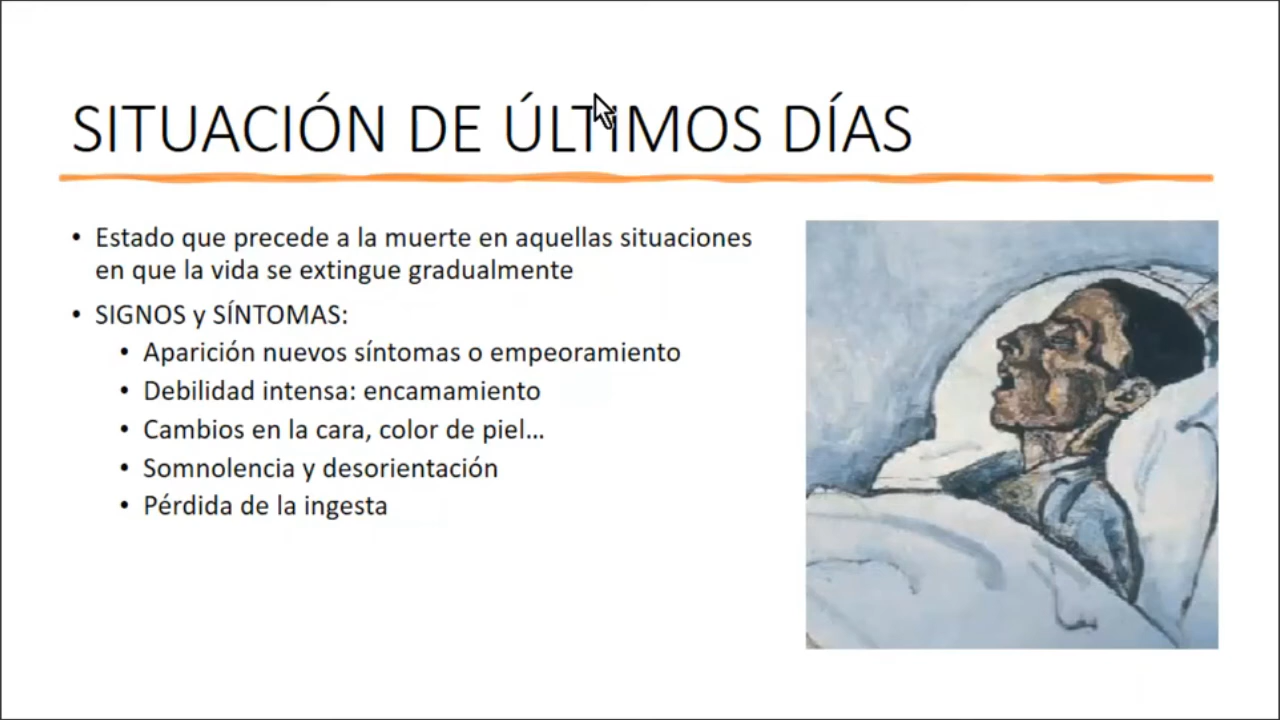 SITUACIÓN DE ÚLTIMOS DÍAS
• Estado que precede a la muerte en aquellas situaciones
en que la vida se extingue gradualmente
• SIGNOS y SÍNTOMAS:
• Aparición nuevos síntomas o empeoramiento
• Debilidad intensa: encamamiento
• Cambios en la cara, color de piel...
• Somnolencia y desorientación
• Pérdida de la ingesta